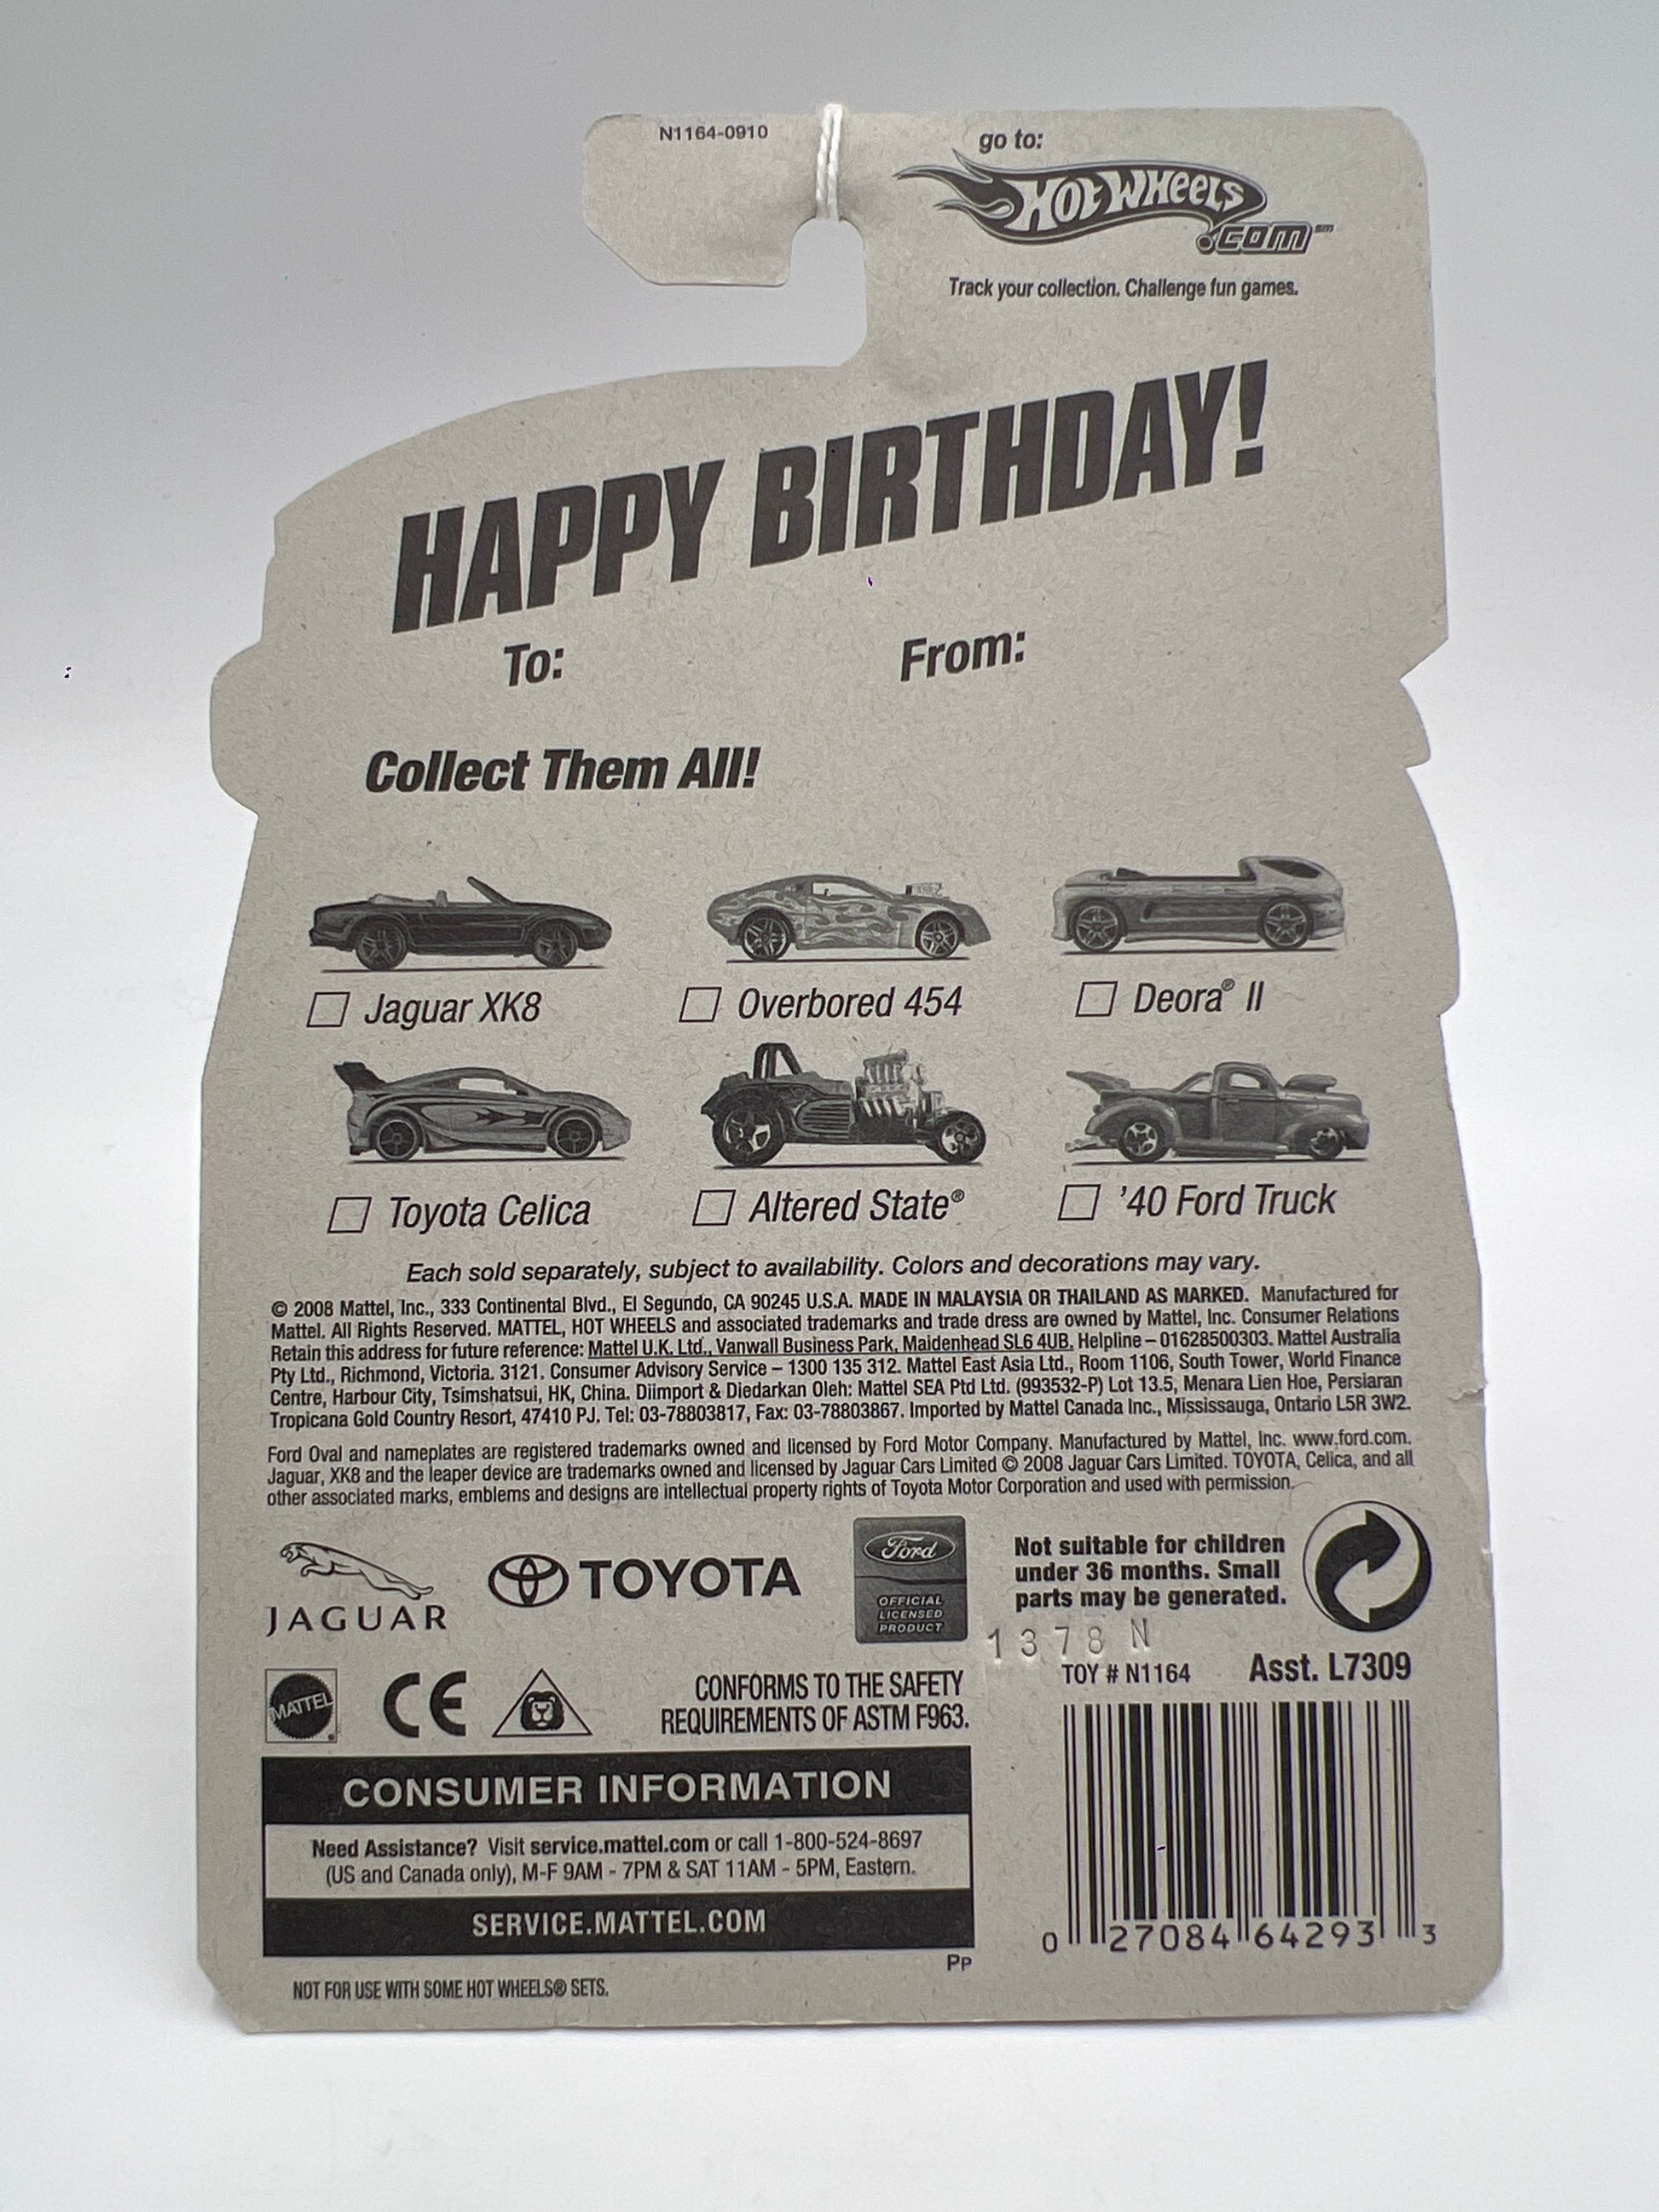 N1164-0910
go to:
Hot Wheels
.com℠
Track your collection. Challenge fun games.
HAPPY BIRTHDAY!
To: From:
Collect Them All!
Jaguar XK8 Overbored 454 Deora® II
Toyota Celica Altered State® '40 Ford Truck
Each sold separately, subject to availability. Colors and decorations may vary.
© 2008 Mattel, Inc., 333 Continental Blvd., El Segundo, CA 90245 U.S.A. MADE IN MALAYSIA OR THAILAND AS MARKED. Manufactured for
Mattel. All Rights Reserved. MATTEL, HOT WHEELS and associated trademarks and trade dress are owned by Mattel, Inc. Consumer Relations
Retain this address for future reference: Mattel U.K. Ltd., Vanwall Business Park, Maidenhead SL6 4UB. Helpline – 01628500303. Mattel Australia
Pty Ltd., Richmond, Victoria. 3121. Consumer Advisory Service – 1300 135 312. Mattel East Asia Ltd., Room 1106, South Tower, World Finance
Centre, Harbour City, Tsimshatsui, HK, China. Diimport & Diedarkan Oleh: Mattel SEA Ptd Ltd. (993532-P) Lot 13.5, Menara Lien Hoe, Persiaran
Tropicana Gold Country Resort, 47410 PJ. Tel: 03-78803817, Fax: 03-78803867. Imported by Mattel Canada Inc., Mississauga, Ontario L5R 3W2.
Ford Oval and nameplates are registered trademarks owned and licensed by Ford Motor Company. Manufactured by Mattel, Inc. www.ford.com.
Jaguar, XK8 and the leaper device are trademarks owned and licensed by Jaguar Cars Limited © 2008 Jaguar Cars Limited. TOYOTA, Celica, and all
other associated marks, emblems and designs are intellectual property rights of Toyota Motor Corporation and used with permission.
JAGUAR
TOYOTA
Ford
OFFICIAL
LICENSED
PRODUCT
Not suitable for children
under 36 months. Small
parts may be generated.
1378 N
TOY # N1164 Asst. L7309
MATTEL
CE
CONFORMS TO THE SAFETY
REQUIREMENTS OF ASTM F963.
CONSUMER INFORMATION
Need Assistance? Visit service.mattel.com or call 1-800-524-8697
(US and Canada only), M-F 9AM - 7PM & SAT 11AM - 5PM, Eastern.
SERVICE.MATTEL.COM
Pp
0 27084 64293 3
NOT FOR USE WITH SOME HOT WHEELS® SETS.